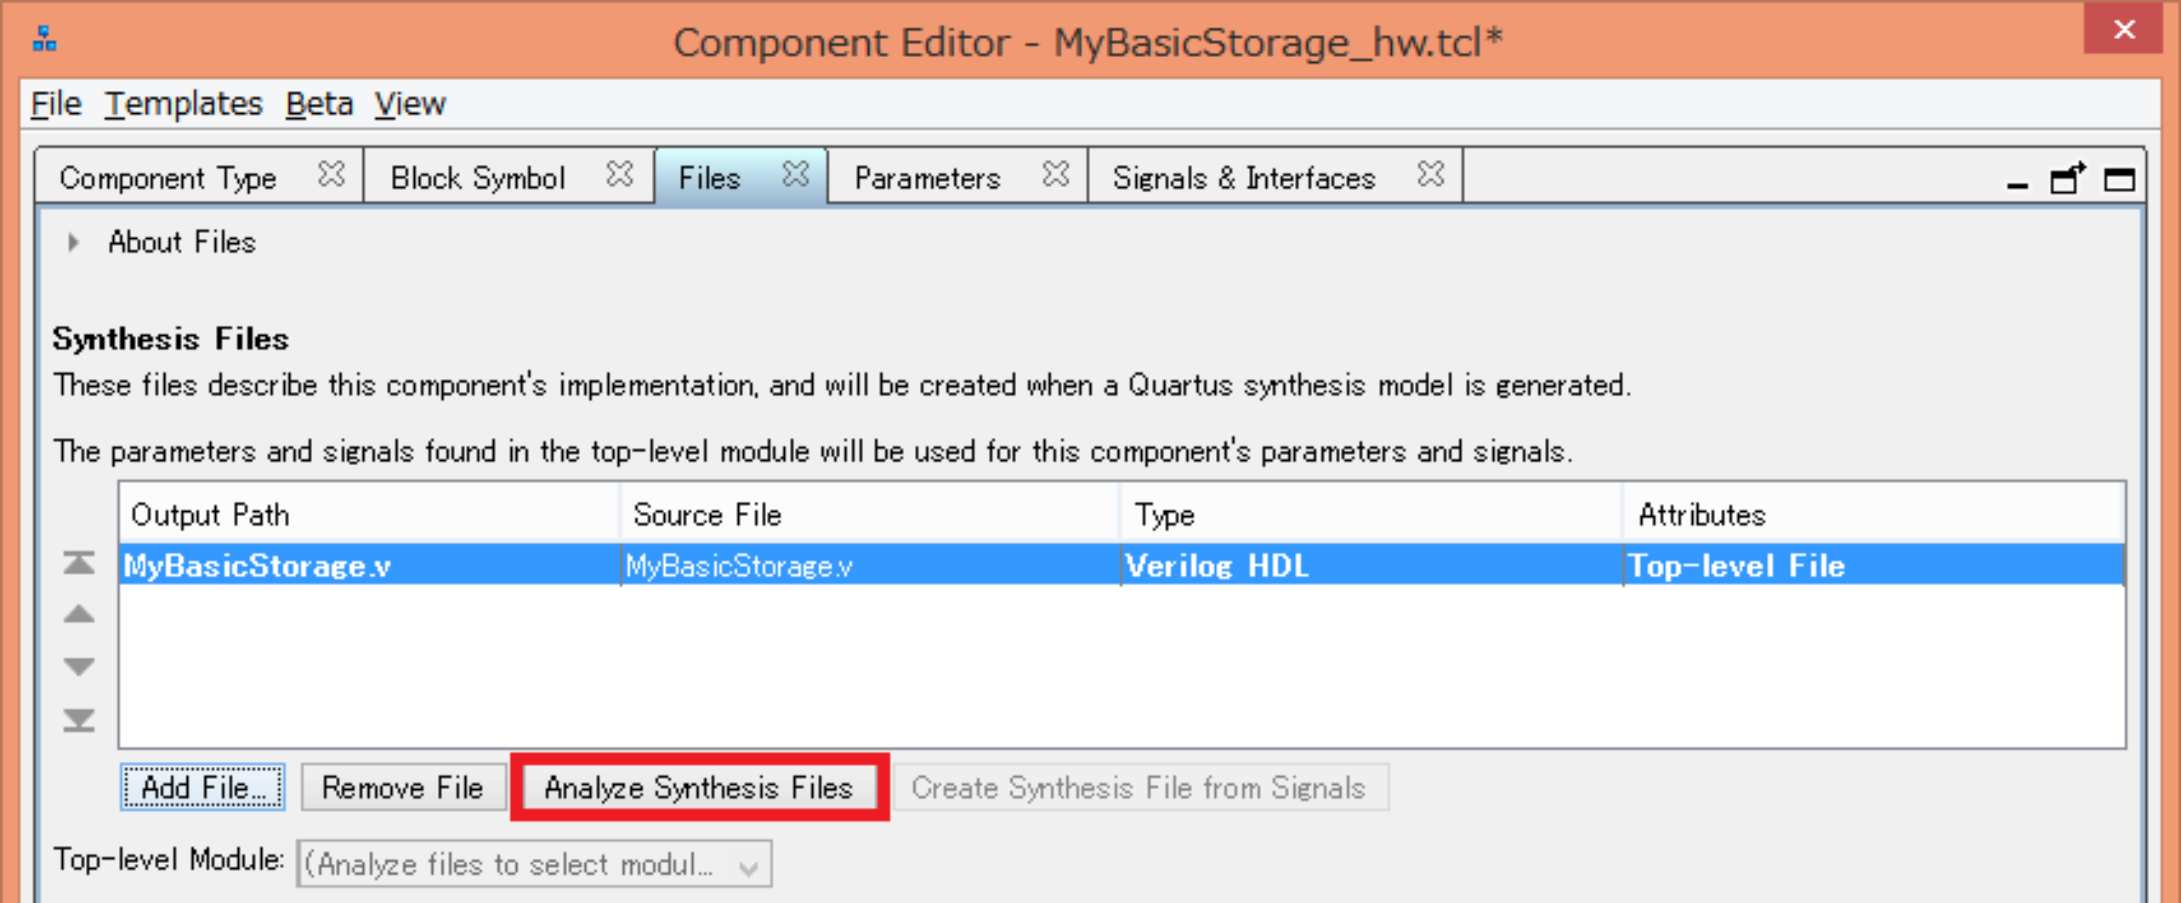 Component Editor - MyBasicStorage_hw.tcl*
File Templates Beta View
Component Type Block Symbol Files Parameters Signals & Interfaces
About Files
Synthesis Files
These files describe this component's implementation, and will be created when a Quartus synthesis model is generated.
The parameters and signals found in the top-level module will be used for this component's parameters and signals.
Output Path Source File Type Attributes
MyBasicStorage.v MyBasicStorage.v Verilog HDL Top-level File
Add File... Remove File Analyze Synthesis Files Create Synthesis File from Signals
Top-level Module: (Analyze files to select modul...